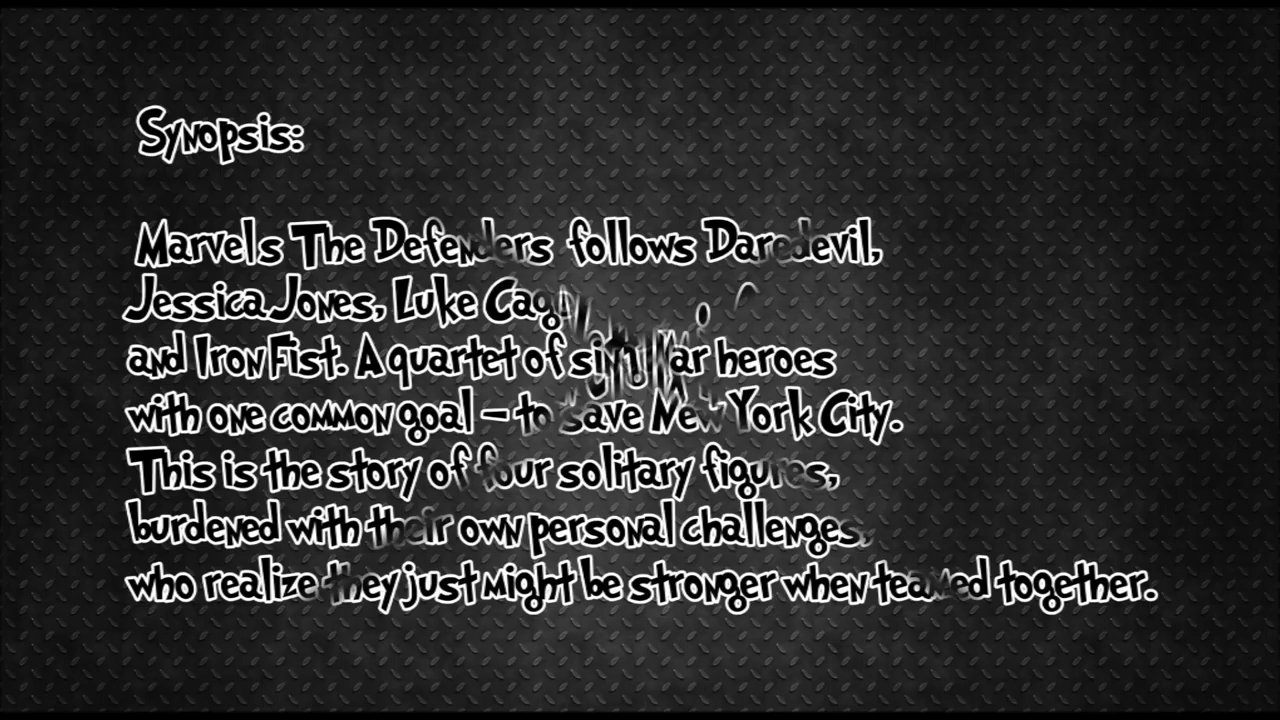 Synopsis:
Marvels The Defenders follows Daredevil,
Jessica Jones, Luke Cage
and Iron Fist. A quartet of similar heroes
with one common goal – to save New York City.
This is the story of four solitary figures,
burdened with their own personal challenges,
who realize they just might be stronger when teamed together.